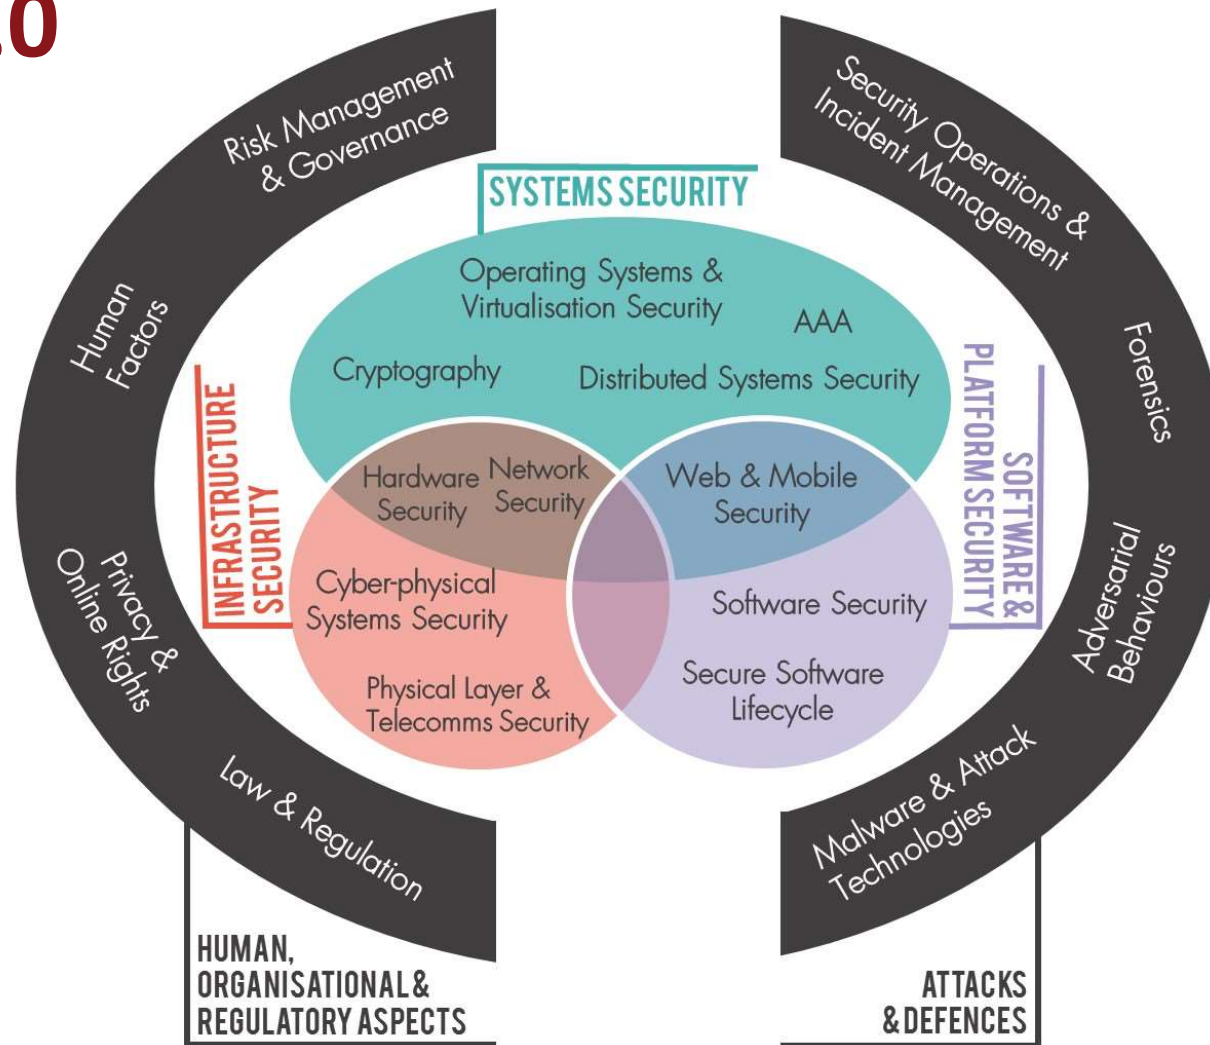 .0
Risk Management
& Governance
Human
Factors
Privacy &
Online Rights
Law & Regulation
HUMAN,
ORGANISATIONAL &
REGULATORY ASPECTS
SYSTEMS SECURITY
Operating Systems &
Virtualisation Security
AAA
Cryptography
Distributed Systems Security
INFRASTRUCTURE
SECURITY
Hardware
Security
Network
Security
Cyber-physical
Systems Security
Physical Layer &
Telecomms Security
Web & Mobile
Security
Software Security
Secure Software
Lifecycle
SOFTWARE &
PLATFORM SECURITY
Security Operations &
Incident Management
Forensics
Adversarial
Behaviours
Malware & Attack
Technologies
ATTACKS
& DEFENCES